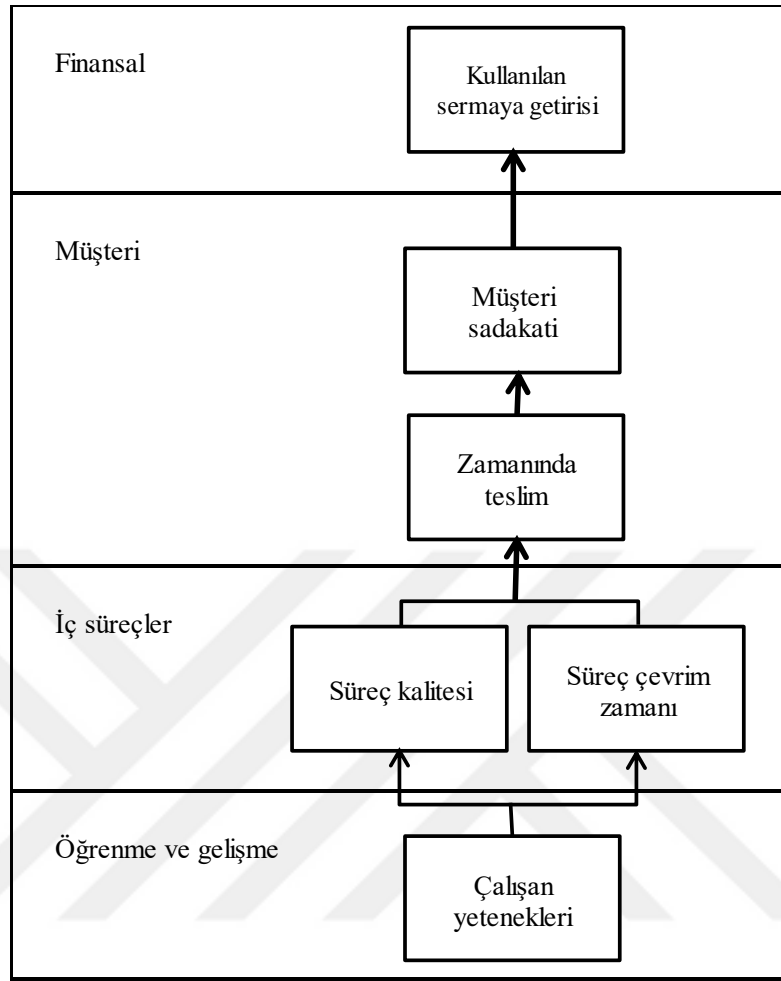 Finansal
Kullanılan
sermaya getirisi
Müşteri
Müşteri
sadakati
Zamanında
teslim
İç süreçler
Süreç kalitesi
Süreç çevrim
zamanı
Öğrenme ve gelişme
Çalışan
yetenekleri